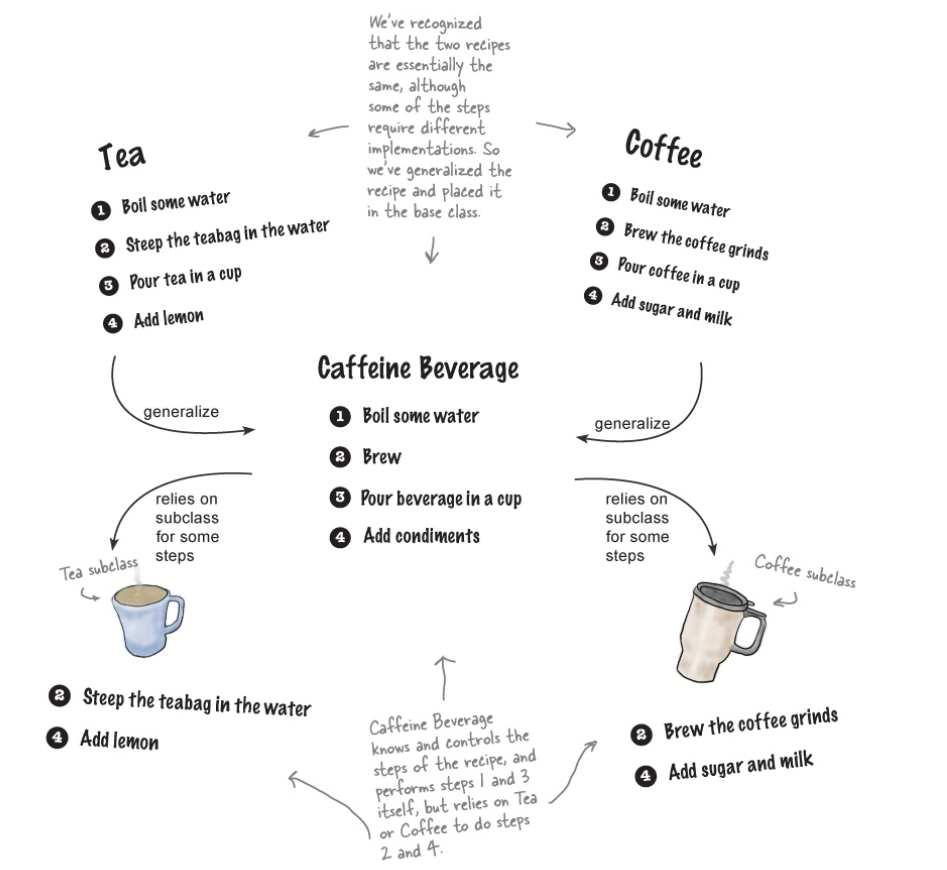 We've recognized
that the two recipes
are essentially the
same, although
some of the steps
require different
implementations. So
we've generalized the
recipe and placed it
in the base class.
Tea
1 Boil some water
2 Steep the teabag in the water
3 Pour tea in a cup
4 Add lemon
Coffee
1 Boil some water
2 Brew the coffee grinds
3 Pour coffee in a cup
4 Add sugar and milk
Caffeine Beverage
1 Boil some water
2 Brew
3 Pour beverage in a cup
4 Add condiments
generalize
generalize
relies on
subclass
for some
steps
relies on
subclass
for some
steps
Tea subclass
Coffee subclass
2 Steep the teabag in the water
4 Add lemon
Caffeine Beverage
knows and controls the
steps of the recipe, and
performs steps 1 and 3
itself, but relies on Tea
or Coffee to do steps
2 and 4.
2 Brew the coffee grinds
4 Add sugar and milk